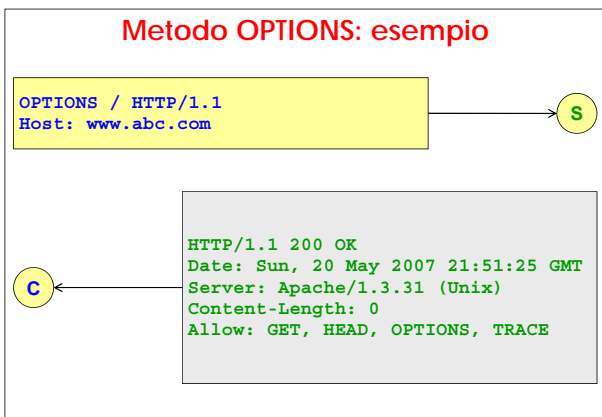 Metodo OPTIONS: esempio
OPTIONS / HTTP/1.1
Host: www.abc.com
S
HTTP/1.1 200 OK
Date: Sun, 20 May 2007 21:51:25 GMT
Server: Apache/1.3.31 (Unix)
Content-Length: 0
Allow: GET, HEAD, OPTIONS, TRACE
C